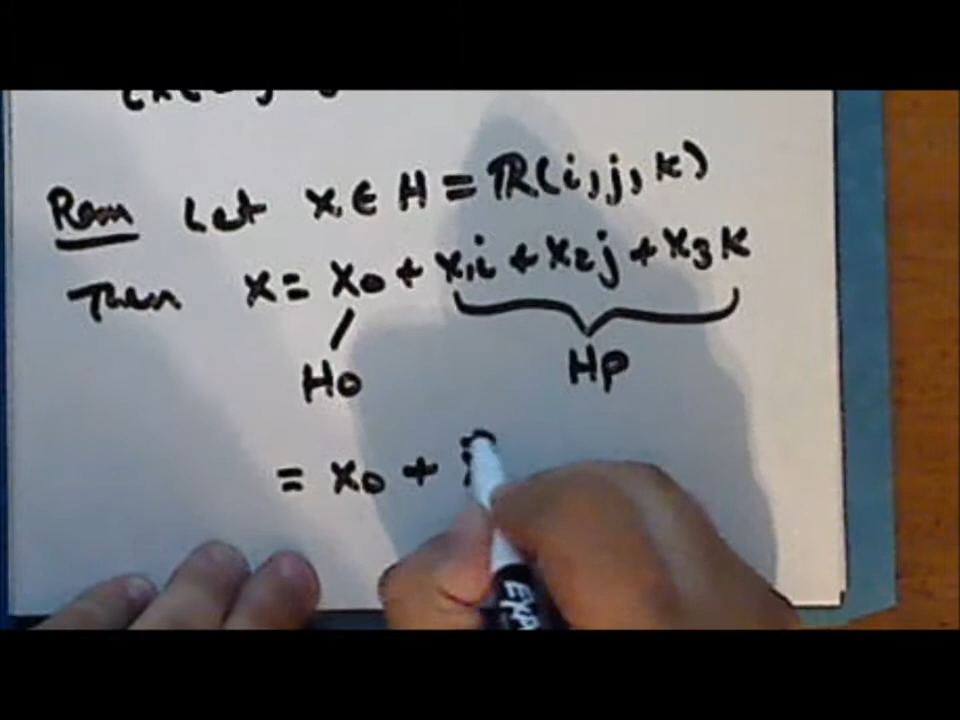 Rem Let x ∈ H = R(i,j,k)
Then x = x0 + x1i + x2j + x3k
H0 Hp
= x0 +